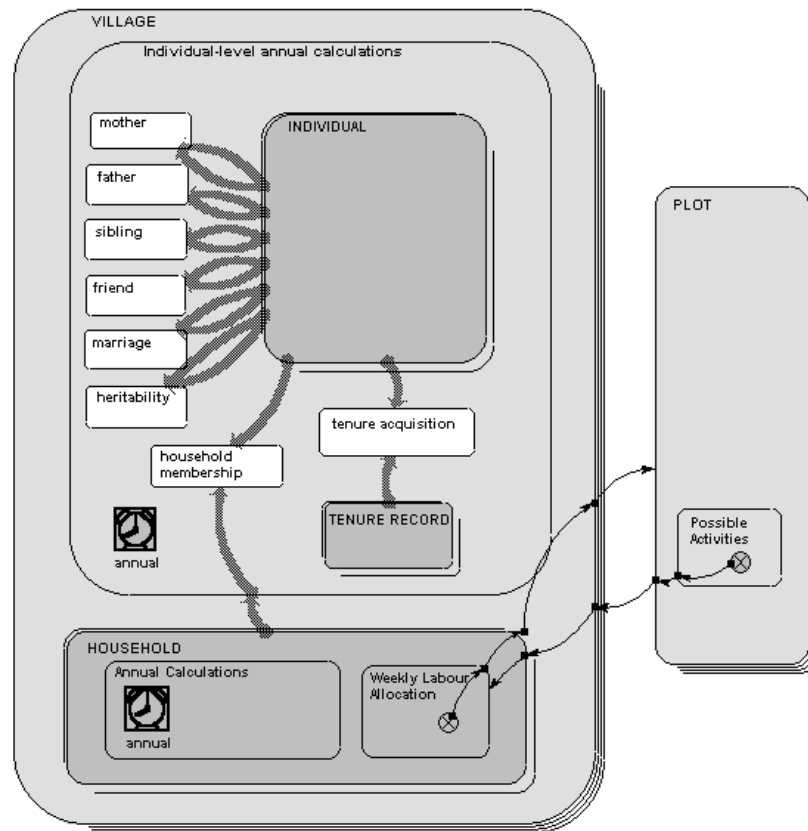 VILLAGE
Individual-level annual calculations
mother
INDIVIDUAL
father
sibling
friend
marriage
heritability
tenure acquisition
household
membership
annual
TENURE RECORD
PLOT
Possible
Activities
HOUSEHOLD
Annual Calculations
annual
Weekly Labour
Allocation